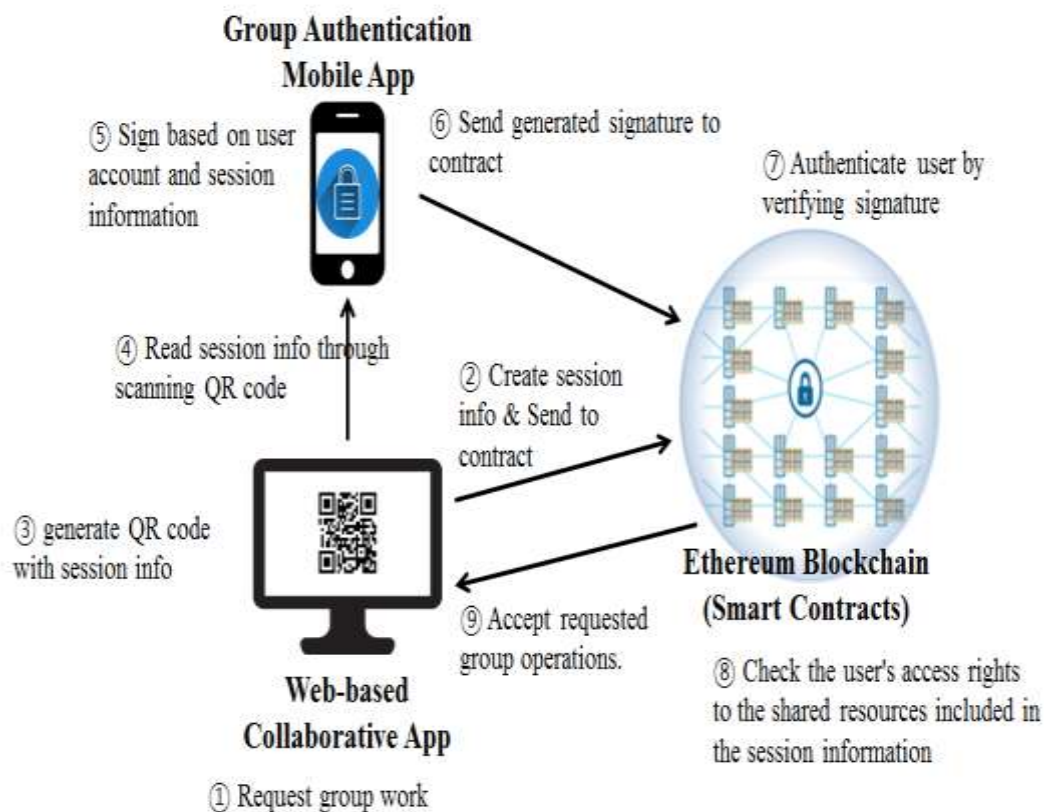 Group Authentication
Mobile App
⑤ Sign based on user
account and session
information
⑥ Send generated signature to
contract
⑦ Authenticate user by
verifying signature
④ Read session info through
scanning QR code
② Create session
info & Send to
contract
③ generate QR code
with session info
Ethereum Blockchain
(Smart Contracts)
⑨ Accept requested
group operations.
⑧ Check the user's access rights
to the shared resources included in
the session information
Web-based
Collaborative App
① Request group work